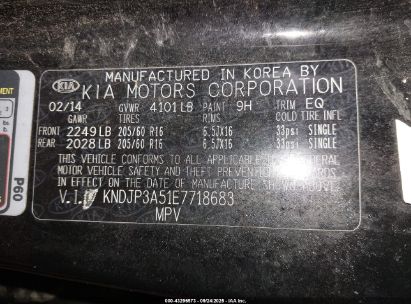 MANUFACTURED IN KOREA BY
KIA KIA MOTORS CORPORATION
02/14 GVWR 4101LB PAINT 9H TRIM EQ
GAWR TIRES RIMS COLD TIRE INFL
FRONT 2249LB 205/60 R16 6.5JX16 33psi SINGLE
REAR 2028LB 205/60 R16 6.5JX16 33psi SINGLE
THIS VEHICLE CONFORMS TO ALL APPLICABLE FEDERAL
MOTOR VEHICLE SAFETY AND THEFT PREVENTION STANDARDS
IN EFFECT ON THE DATE OF MANUFACTURE SHOWN ABOVE.
V.I. KNDJP3A51E7718683
MPV
P60